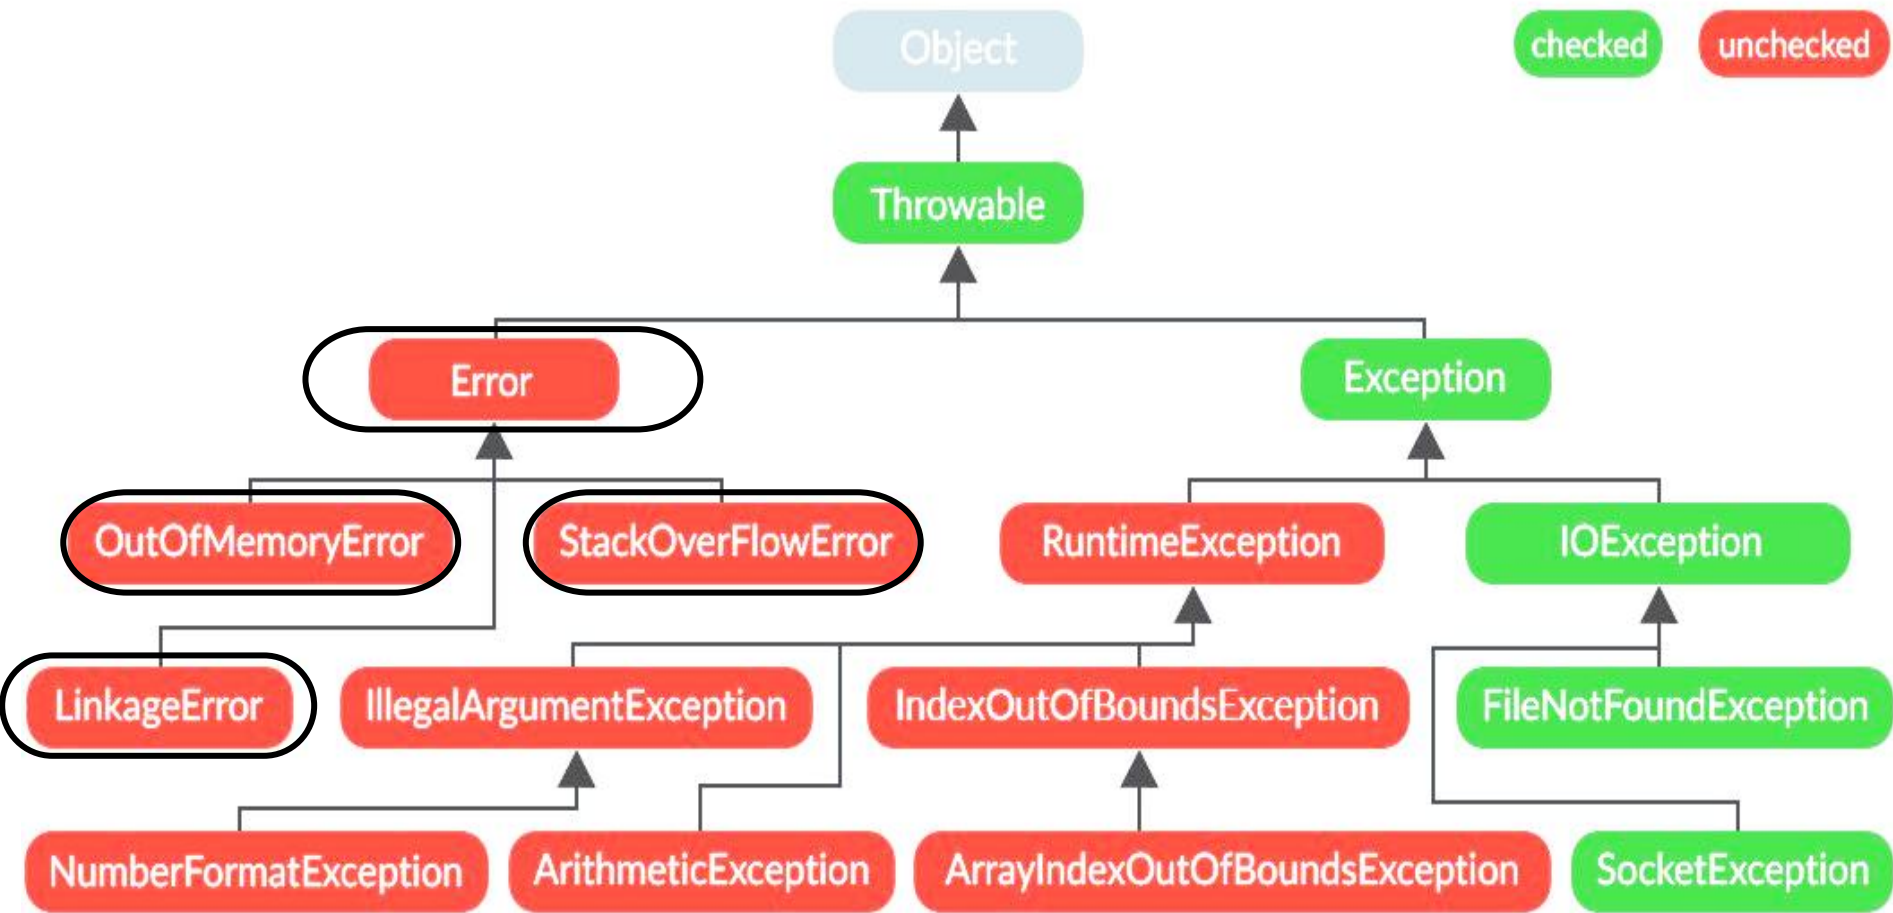 Object
checked
unchecked
Throwable
Error
Exception
OutOfMemoryError
StackOverFlowError
RuntimeException
IOException
LinkageError
IllegalArgumentException
IndexOutOfBoundsException
FileNotFoundException
NumberFormatException
ArithmeticException
ArrayIndexOutOfBoundsException
SocketException